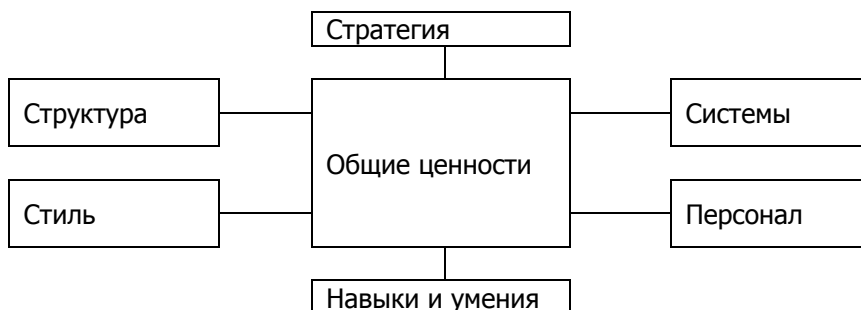 Стратегия
Структура
Системы
Общие ценности
Стиль
Персонал
Навыки и умения